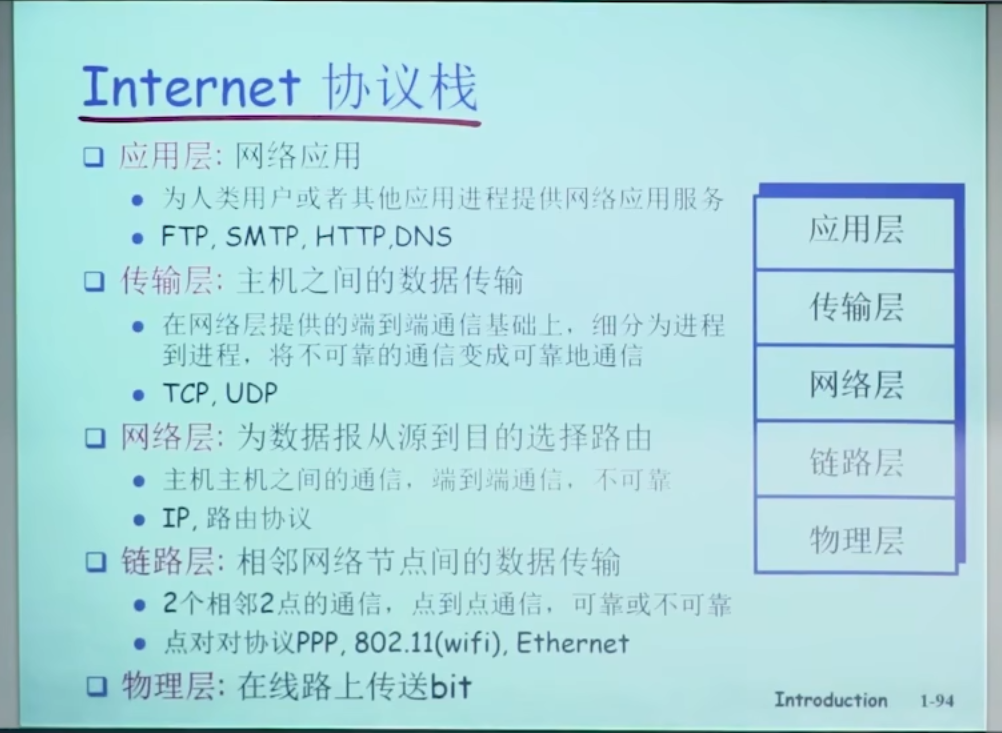 Internet 协议栈
应用层: 网络应用
为人类用户或者其他应用进程提供网络应用服务
FTP, SMTP, HTTP,DNS
传输层: 主机之间的数据传输
在网络层提供的端到端通信基础上，细分为进程
到进程，将不可靠的通信变成可靠地通信
TCP, UDP
网络层: 为数据报从源到目的选择路由
主机主机之间的通信，端到端通信，不可靠
IP, 路由协议
链路层: 相邻网络节点间的数据传输
2个相邻2点的通信，点到点通信，可靠或不可靠
点对对协议PPP, 802.11(wifi), Ethernet
物理层: 在线路上传送bit
应用层
传输层
网络层
链路层
物理层
Introduction 1-94